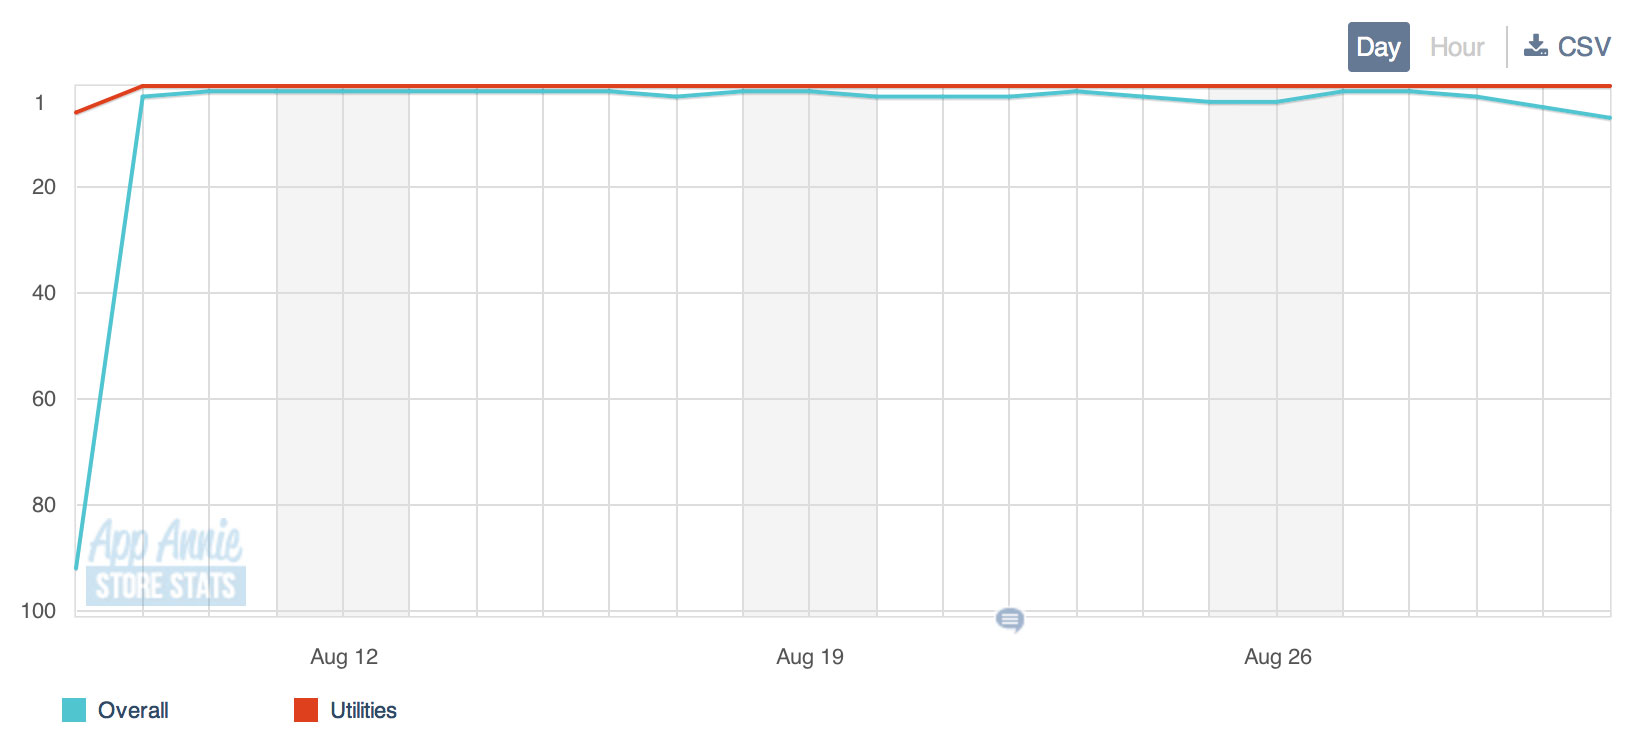 Day Hour CSV
1
20
40
60
80
100
App Annie
STORE STATS
Aug 12 Aug 19 Aug 26
Overall Utilities